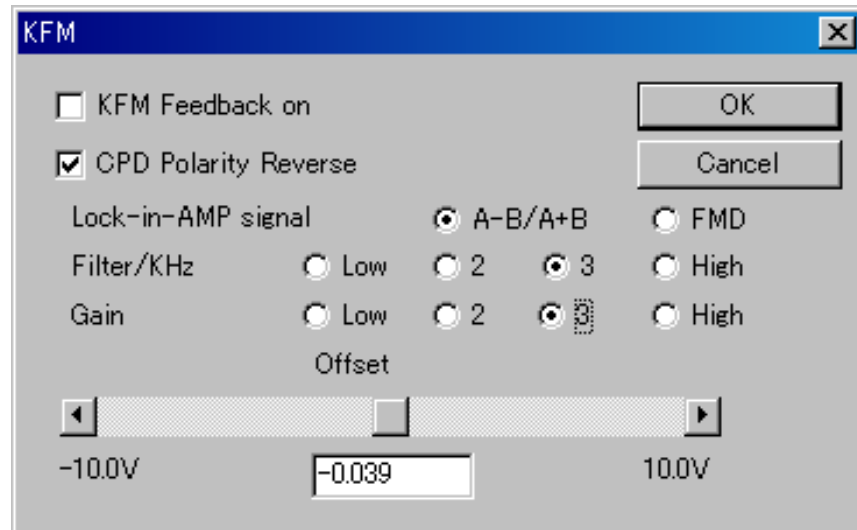 KFM
KFM Feedback on
OK
CPD Polarity Reverse
Cancel
Lock-in-AMP signal A-B/A+B FMD
Filter/KHz Low 2 3 High
Gain Low 2 3 High
Offset
-10.0V -0.039 10.0V